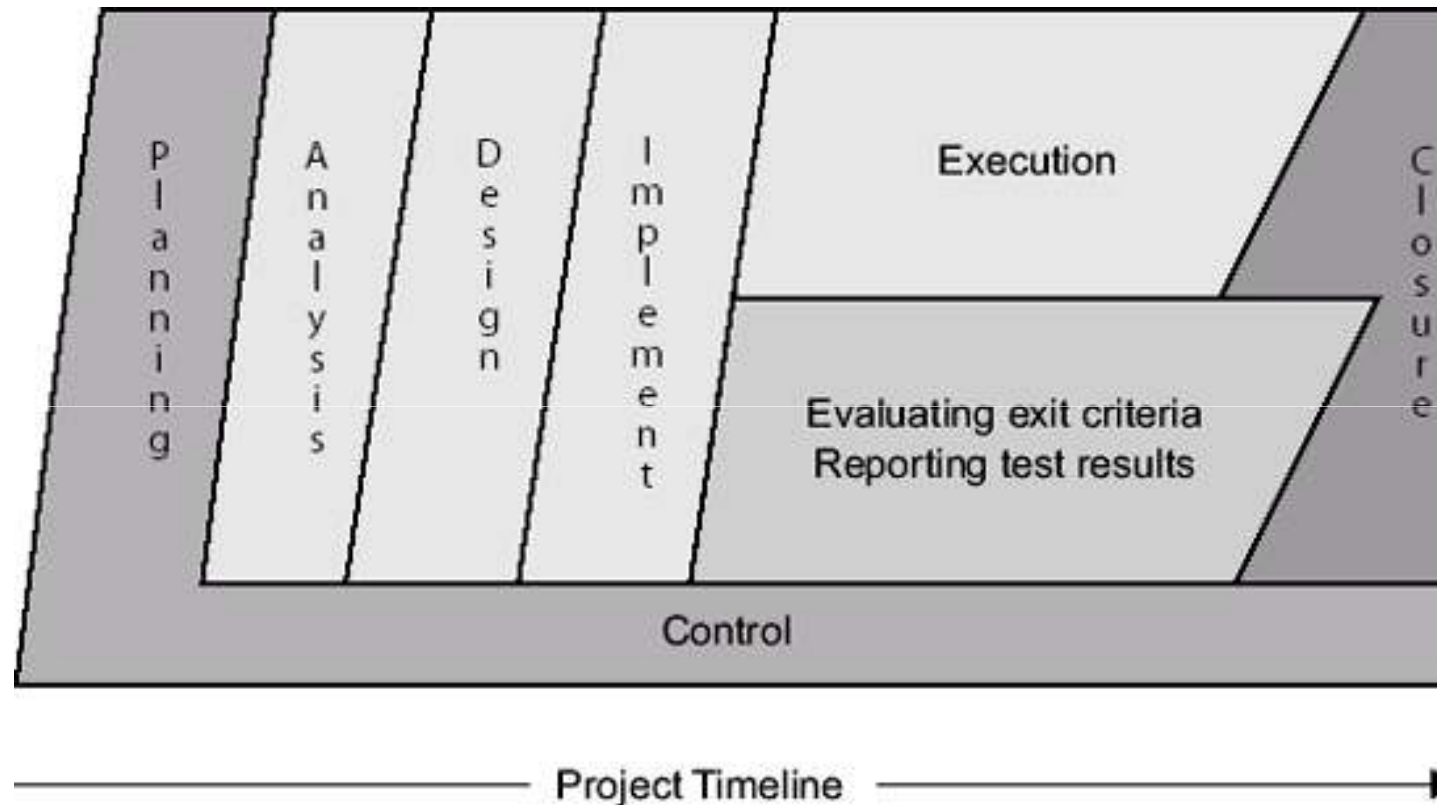 Planning
Analysis
Design
Implement
Execution
Closure
Evaluating exit criteria
Reporting test results
Control
Project Timeline